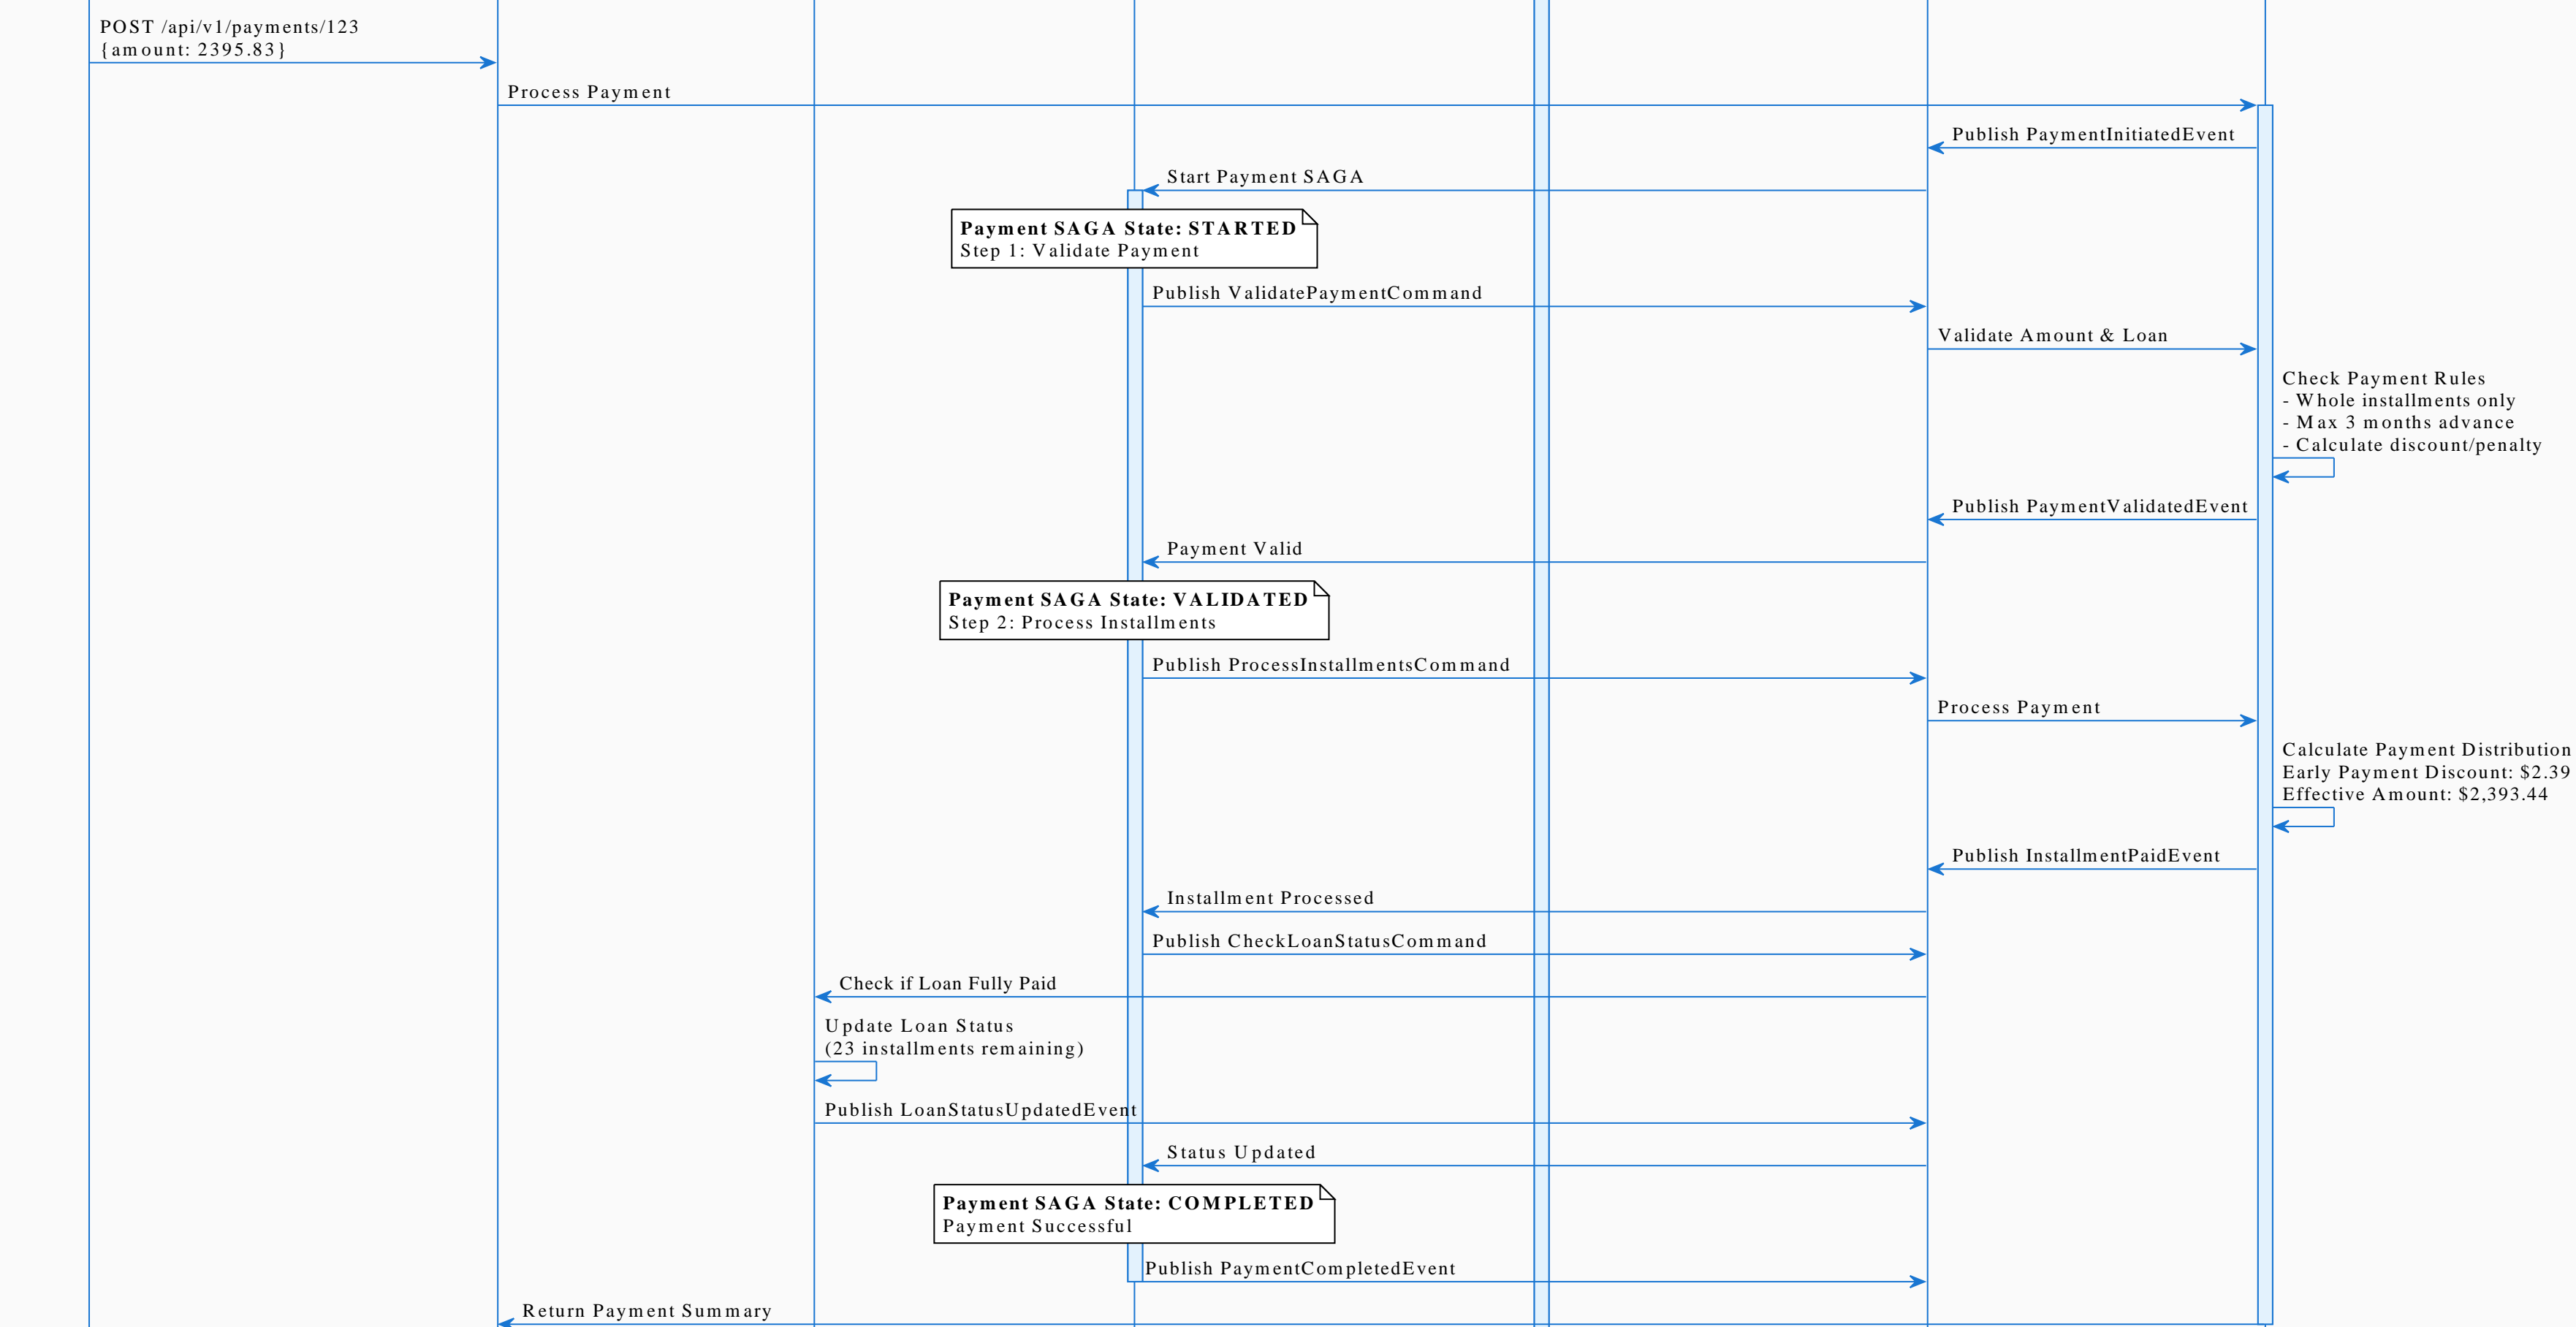 POST /api/v1/payments/123
{amount: 2395.83}
Process Payment
Publish PaymentInitiatedEvent
Start Payment SAGA
Payment SAGA State: STARTED
Step 1: Validate Payment
Publish ValidatePaymentCommand
Validate Amount & Loan
Check Payment Rules
- Whole installments only
- Max 3 months advance
- Calculate discount/penalty
Publish PaymentValidatedEvent
Payment Valid
Payment SAGA State: VALIDATED
Step 2: Process Installments
Publish ProcessInstallmentsCommand
Process Payment
Calculate Payment Distribution
Early Payment Discount: $2.39
Effective Amount: $2,393.44
Publish InstallmentPaidEvent
Installment Processed
Publish CheckLoanStatusCommand
Check if Loan Fully Paid
Update Loan Status
(23 installments remaining)
Publish LoanStatusUpdatedEvent
Status Updated
Payment SAGA State: COMPLETED
Payment Successful
Publish PaymentCompletedEvent
Return Payment Summary